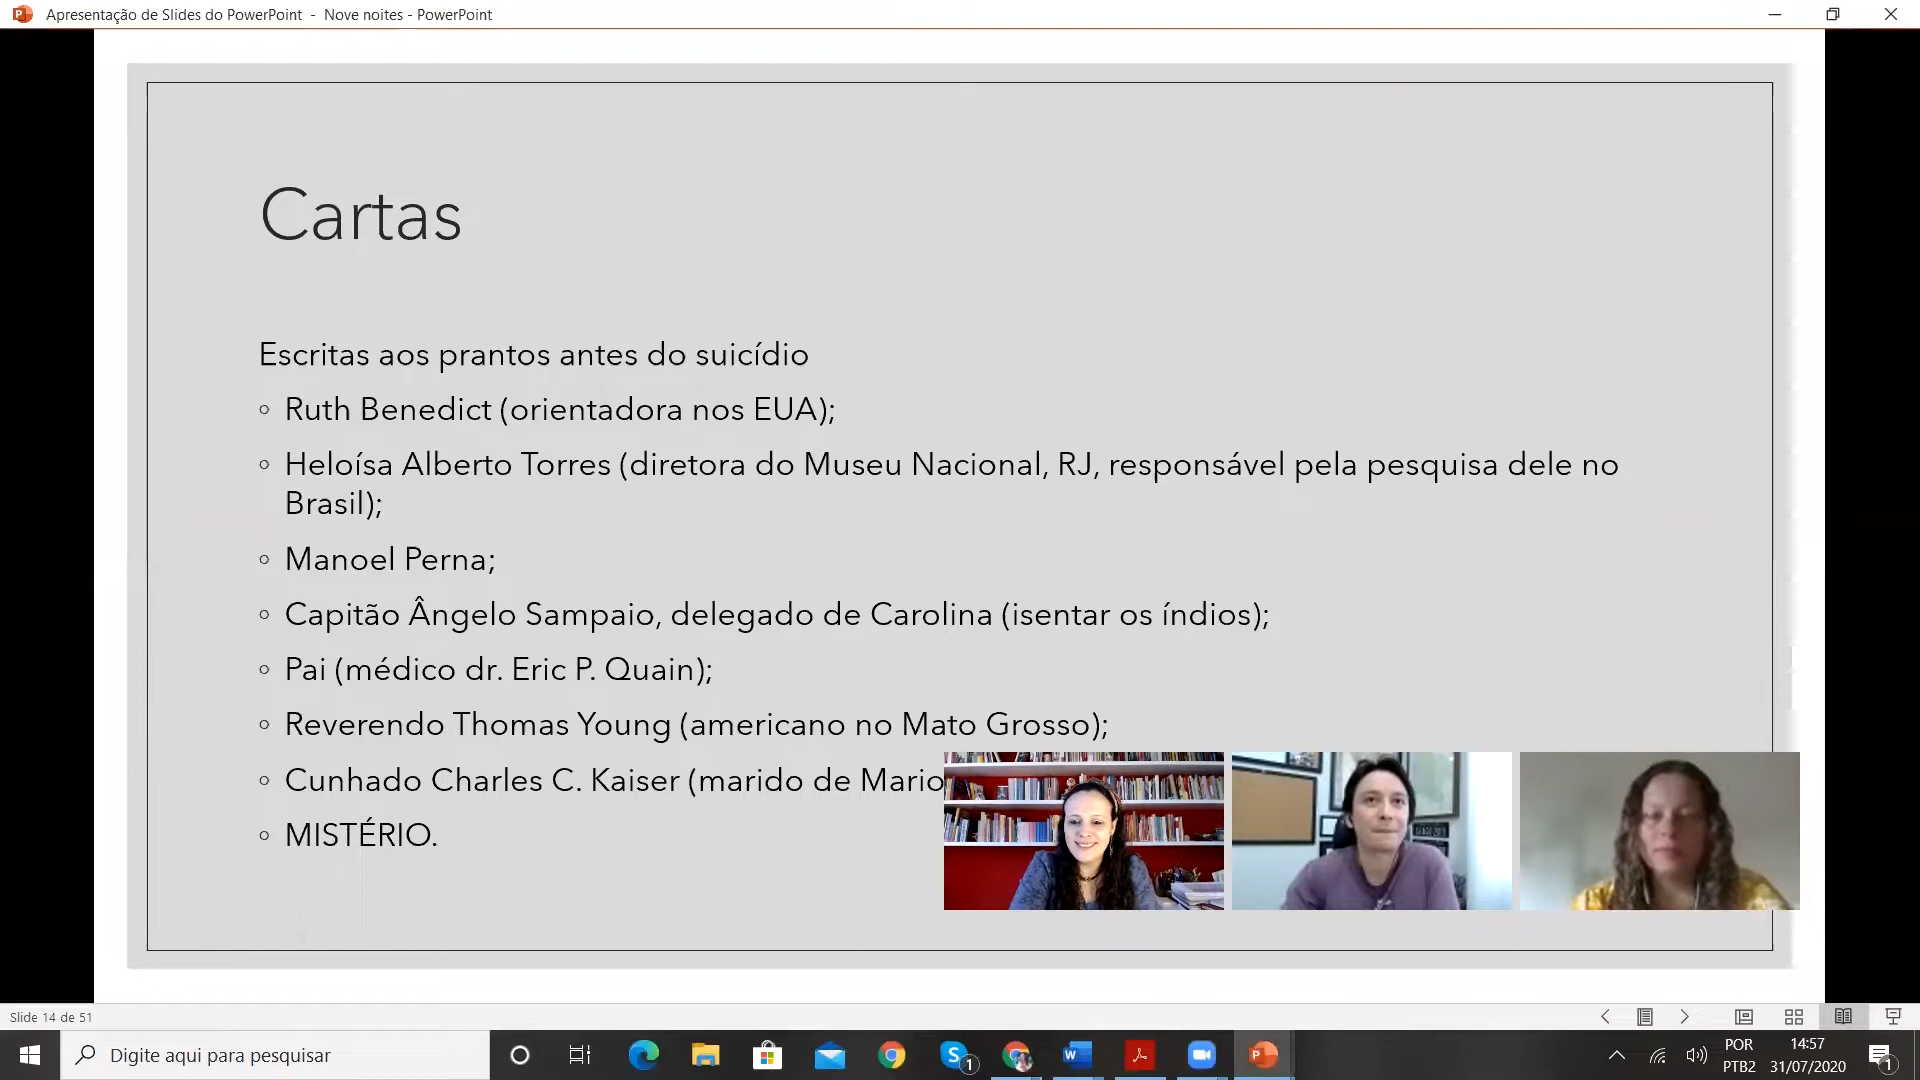 Apresentação de Slides do PowerPoint - Nove noites - PowerPoint
Cartas
Escritas aos prantos antes do suicídio
◦ Ruth Benedict (orientadora nos EUA);
◦ Heloísa Alberto Torres (diretora do Museu Nacional, RJ, responsável pela pesquisa dele no
Brasil);
◦ Manoel Perna;
◦ Capitão Ângelo Sampaio, delegado de Carolina (isentar os índios);
◦ Pai (médico dr. Eric P. Quain);
◦ Reverendo Thomas Young (americano no Mato Grosso);
◦ Cunhado Charles C. Kaiser (marido de Mario
◦ MISTÉRIO.
Slide 14 de 51
Digite aqui para pesquisar
1
POR
PTB2
14:57
31/07/2020
1